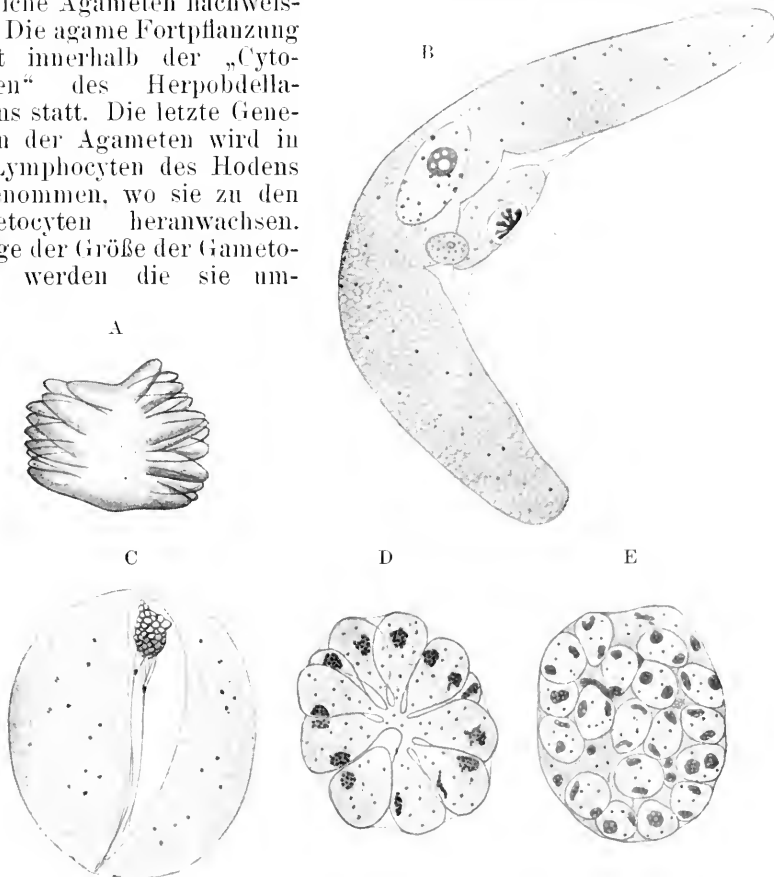 liche Agameten nachweis-
Die agame Fortpflanzung
t innerhalb der „Cyto-
en“ des Herpobdella-
ns statt. Die letzte Gene-
n der Agameten wird in
Lymphocyten des Hodens
enommen, wo sie zu den
etocyten heranwachsen.
ge der Größe der Gameto-
werden die sie um-
B
A
C
D
E